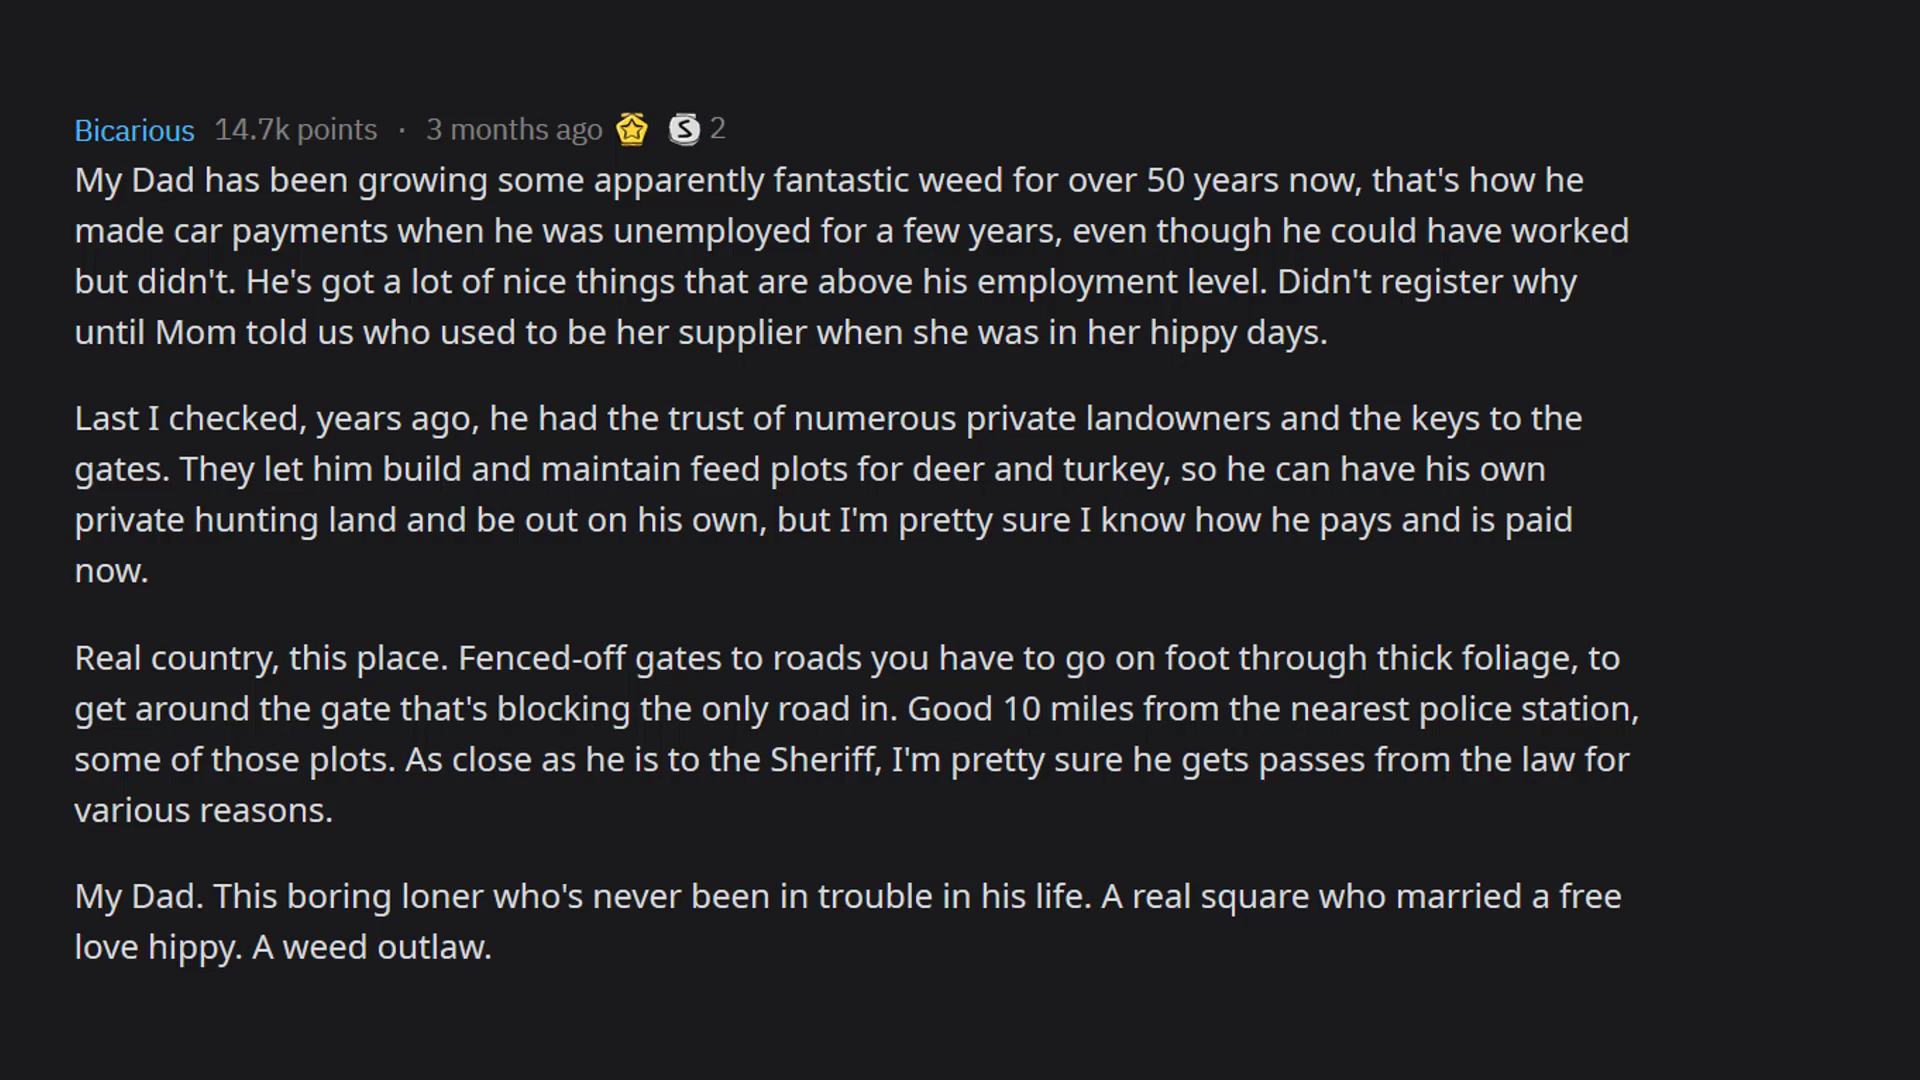 Bicarious 14.7k points · 3 months ago 2
My Dad has been growing some apparently fantastic weed for over 50 years now, that's how he
made car payments when he was unemployed for a few years, even though he could have worked
but didn't. He's got a lot of nice things that are above his employment level. Didn't register why
until Mom told us who used to be her supplier when she was in her hippy days.
Last I checked, years ago, he had the trust of numerous private landowners and the keys to the
gates. They let him build and maintain feed plots for deer and turkey, so he can have his own
private hunting land and be out on his own, but I'm pretty sure I know how he pays and is paid
now.
Real country, this place. Fenced-off gates to roads you have to go on foot through thick foliage, to
get around the gate that's blocking the only road in. Good 10 miles from the nearest police station,
some of those plots. As close as he is to the Sheriff, I'm pretty sure he gets passes from the law for
various reasons.
My Dad. This boring loner who's never been in trouble in his life. A real square who married a free
love hippy. A weed outlaw.